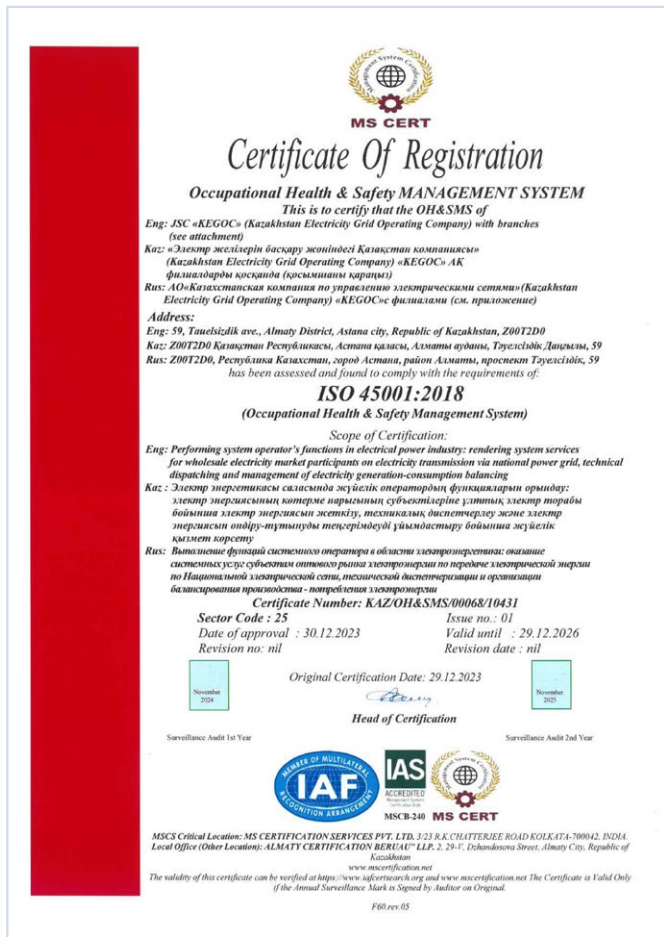 Management System Certification
MS CERT
Certificate Of Registration
Occupational Health & Safety MANAGEMENT SYSTEM
This is to certify that the OH&SMS of
Eng: JSC «KEGOC» (Kazakhstan Electricity Grid Operating Company) with branches
(see attachment)
Kaz: «Электр желілерін басқару жөніндегі Қазақстан компаниясы»
(Kazakhstan Electricity Grid Operating Company) «KEGOC» АҚ
филиалдарды қосқанда (қосымшаны қараңыз)
Rus: АО«Казахстанская компания по управлению электрическими сетями»(Kazakhstan
Electricity Grid Operating Company) «KEGOC»с филиалами (см. приложение)
Address:
Eng: 59, Tauelsizdik ave., Almaty District, Astana city, Republic of Kazakhstan, Z00T2D0
Kaz: Z00T2D0 Қазақстан Республикасы, Астана қаласы, Алматы ауданы, Тәуелсіздік Даңғылы, 59
Rus: Z00T2D0, Республика Казахстан, город Астана, район Алматы, проспект Тәуелсіздік, 59
has been assessed and found to comply with the requirements of:
ISO 45001:2018
(Occupational Health & Safety Management System)
Scope of Certification:
Eng: Performing system operator's functions in electrical power industry: rendering system services
for wholesale electricity market participants on electricity transmission via national power grid, technical
dispatching and management of electricity generation-consumption balancing
Kaz : Электр энергетикасы саласында жүйелік оператордың функцияларын орындау:
электр энергиясының көтерме нарығының субъектілеріне ұлттық электр торабы
бойынша электр энергиясын жеткізу, техникалық диспетчерлеу және электр
энергиясын өндіру-тұтынуды теңгерімдеуді ұйымдастыру бойынша жүйелік
қызмет көрсету
Rus: Выполнение функций системного оператора в области электроэнергетики: оказание
системных услуг субъектам оптового рынка электроэнергии по передаче электрической энергии
по Национальной электрической сети, технической диспетчеризации и организации
балансирования производства - потребления электроэнергии
Certificate Number: KAZ/OH&SMS/00068/10431
Sector Code : 25 Issue no.: 01
Date of approval : 30.12.2023 Valid until : 29.12.2026
Revision no: nil Revision date : nil
Original Certification Date: 29.12.2023
November
2024
November
2025
Head of Certification
Surveillance Audit 1st Year Surveillance Audit 2nd Year
MEMBER OF MULTILATERAL
IAF
RECOGNITION ARRANGEMENT
IAS
ACCREDITED
Management Systems
Certification Body
MSCB-240
MS CERT
MSCS Critical Location: MS CERTIFICATION SERVICES PVT. LTD. 3/23 R.K.CHATTERJEE ROAD KOLKATA-700042. INDIA.
Local Office (Other Location): ALMATY CERTIFICATION BERUAU" LLP. 2, 29-V, Dzhandosova Street, Almaty City, Republic of
Kazakhstan
www.mscertification.net
The validity of this certificate can be verified at https://www.iafcertsearch.org and www.mscertification.net The Certificate is Valid Only
if the Annual Surveillance Mark is Signed by Auditor on Original.
F60.rev.05